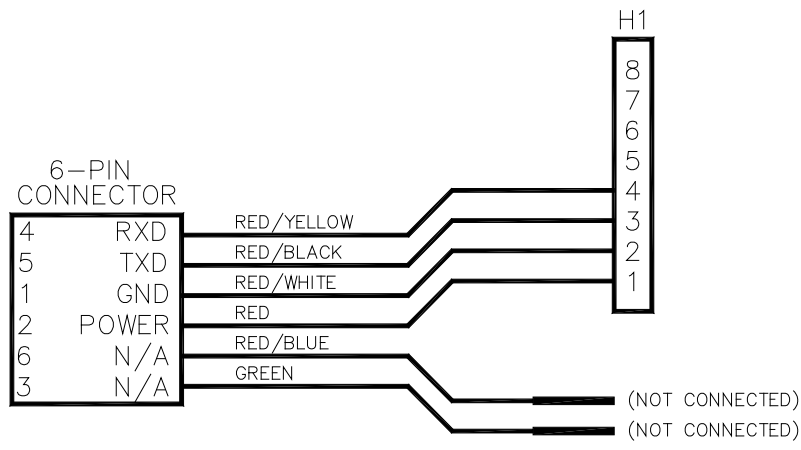 H1
8
7
6
5
4
3
2
1
6-PIN
CONNECTOR
4 RXD RED/YELLOW
5 TXD RED/BLACK
1 GND RED/WHITE
2 POWER RED
6 N/A RED/BLUE
3 N/A GREEN
(NOT CONNECTED)
(NOT CONNECTED)